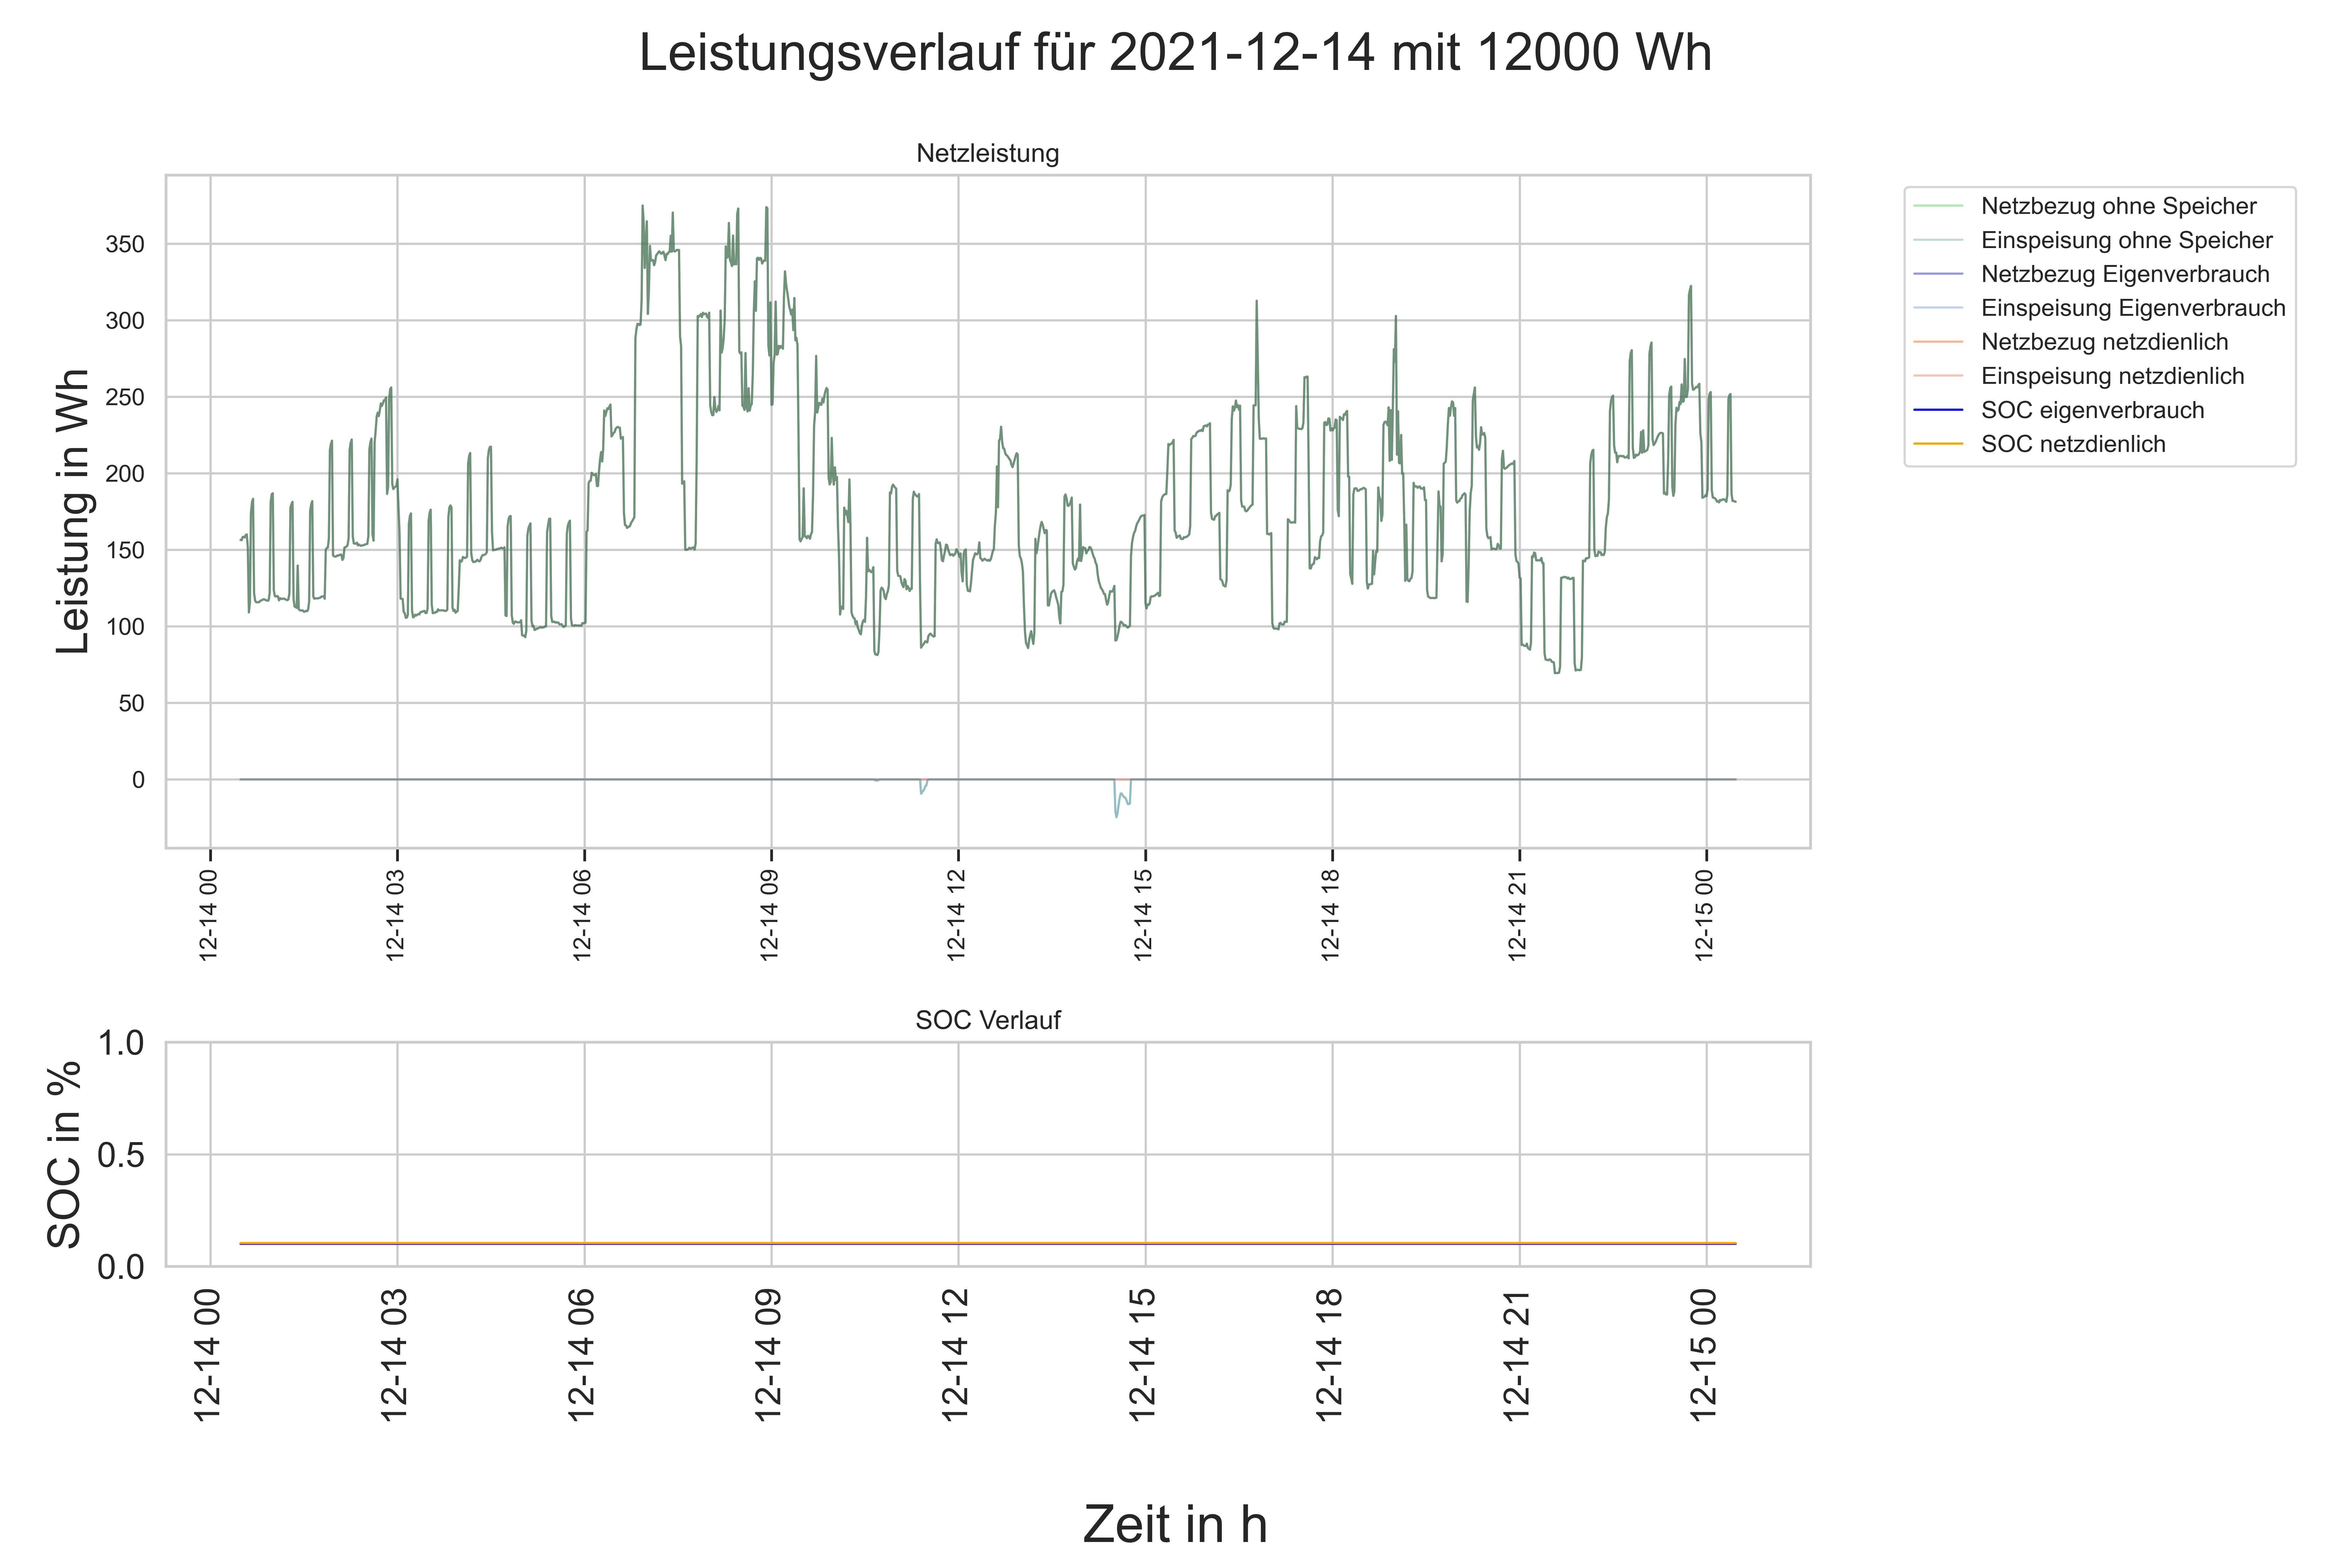 Leistungsverlauf für 2021-12-14 mit 12000 Wh
Netzleistung
Leistung in Wh
350
300
250
200
150
100
50
0
12-14 00
12-14 03
12-14 06
12-14 09
12-14 12
12-14 15
12-14 18
12-14 21
12-15 00
Netzbezug ohne Speicher
Einspeisung ohne Speicher
Netzbezug Eigenverbrauch
Einspeisung Eigenverbrauch
Netzbezug netzdienlich
Einspeisung netzdienlich
SOC eigenverbrauch
SOC netzdienlich
SOC Verlauf
SOC in %
1.0
0.5
0.0
12-14 00
12-14 03
12-14 06
12-14 09
12-14 12
12-14 15
12-14 18
12-14 21
12-15 00
Zeit in h